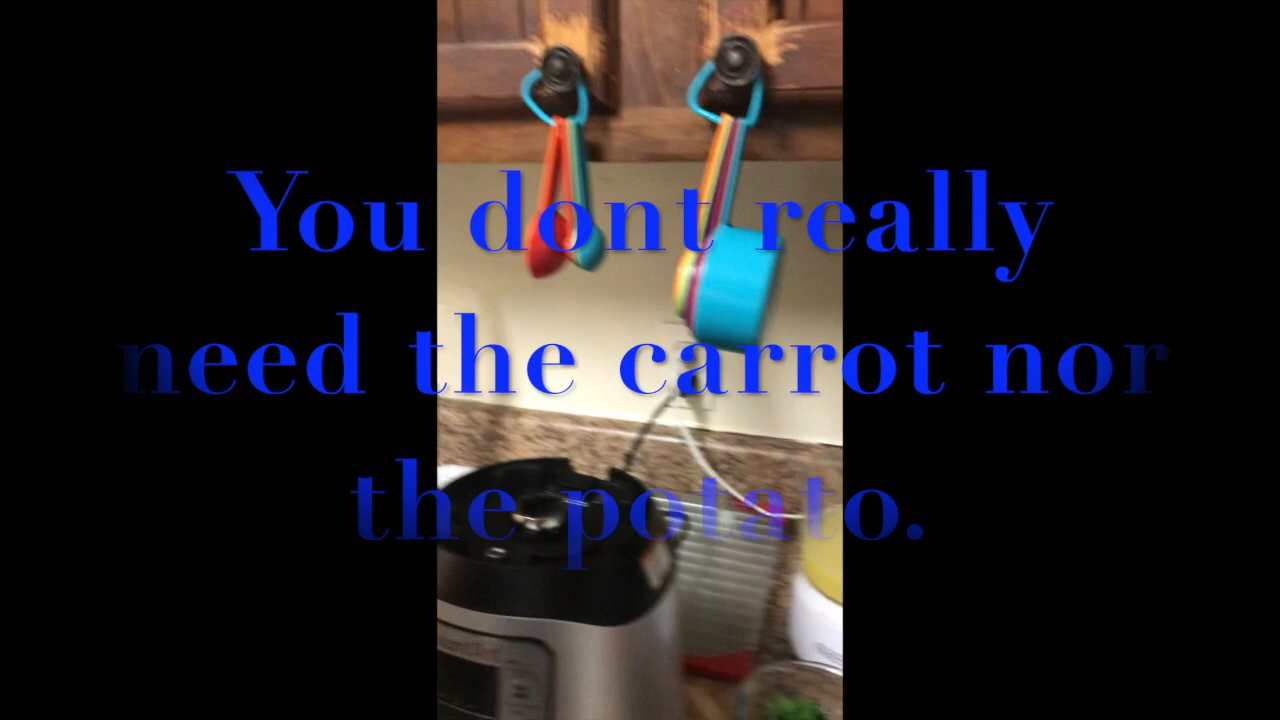 You dont really
need the carrot nor
the potato.